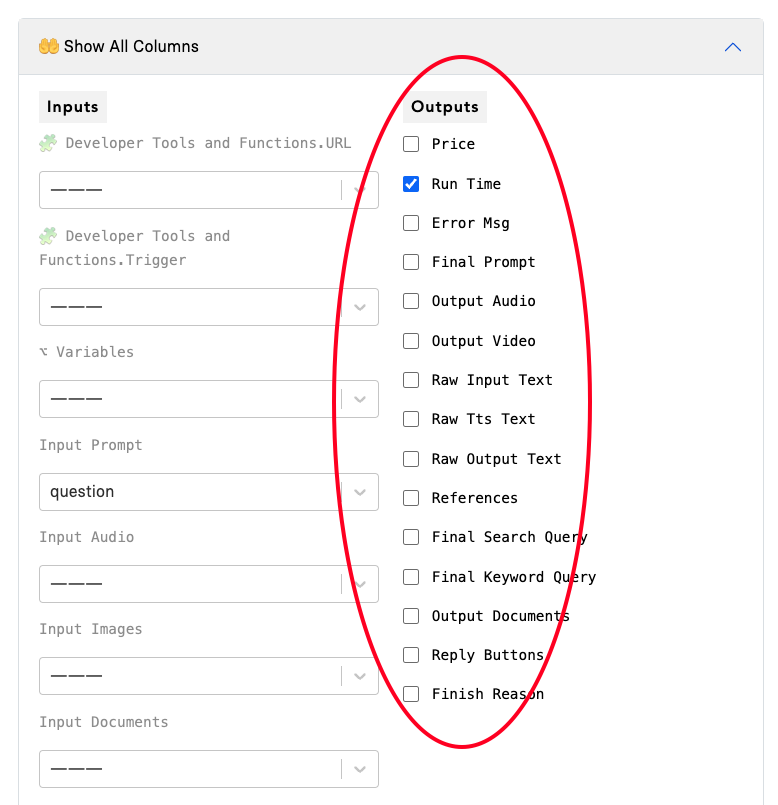 🤲 Show All Columns
Inputs
🧩 Developer Tools and Functions.URL
———
🧩 Developer Tools and
Functions.Trigger
———
⌥ Variables
———
Input Prompt
question
Input Audio
———
Input Images
———
Input Documents
———
Outputs
Price
Run Time
Error Msg
Final Prompt
Output Audio
Output Video
Raw Input Text
Raw Tts Text
Raw Output Text
References
Final Search Query
Final Keyword Query
Output Documents
Reply Buttons
Finish Reason